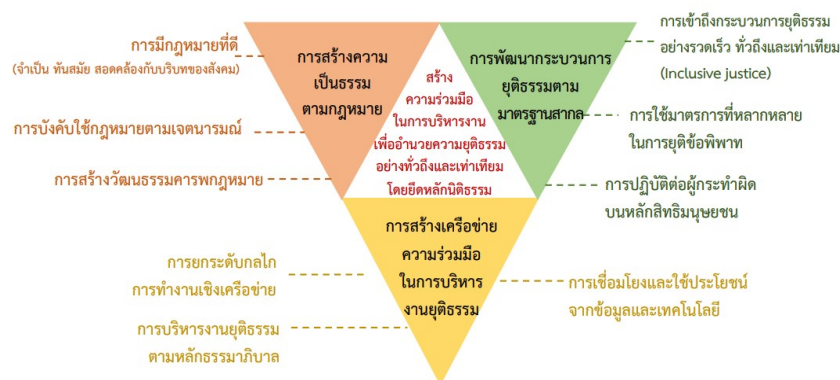 การมีกฎหมายที่ดี
(จำเป็น ทันสมัย สอดคล้องกับบริบทของสังคม)
การบังคับใช้กฎหมายตามเจตนารมณ์
การสร้างวัฒนธรรมคารพกฎหมาย
การสร้างความ
เป็นธรรม
ตามกฎหมาย
สร้าง
ความร่วมมือ
ในการบริหารงาน
เพื่ออำนวยความยุติธรรม
อย่างทั่วถึงและเท่าเทียม
โดยยึดหลักนิติธรรม
การพัฒนากระบวนการ
ยุติธรรมตาม
มาตรฐานสากล
การเข้าถึงกระบวนการยุติธรรม
อย่างรวดเร็ว ทั่วถึงและเท่าเทียม
(Inclusive justice)
การใช้มาตรการที่หลากหลาย
ในการยุติข้อพิพาท
การปฏิบัติต่อผู้กระทำผิด
บนหลักสิทธิมนุษยชน
การสร้างเครือข่าย
ความร่วมมือ
ในการบริหาร
งานยุติธรรม
การยกระดับกลไก
การทำงานเชิงเครือข่าย
การบริหารงานยุติธรรม
ตามหลักธรรมาภิบาล
การเชื่อมโยงและใช้ประโยชน์
จากข้อมูลและเทคโนโลยี